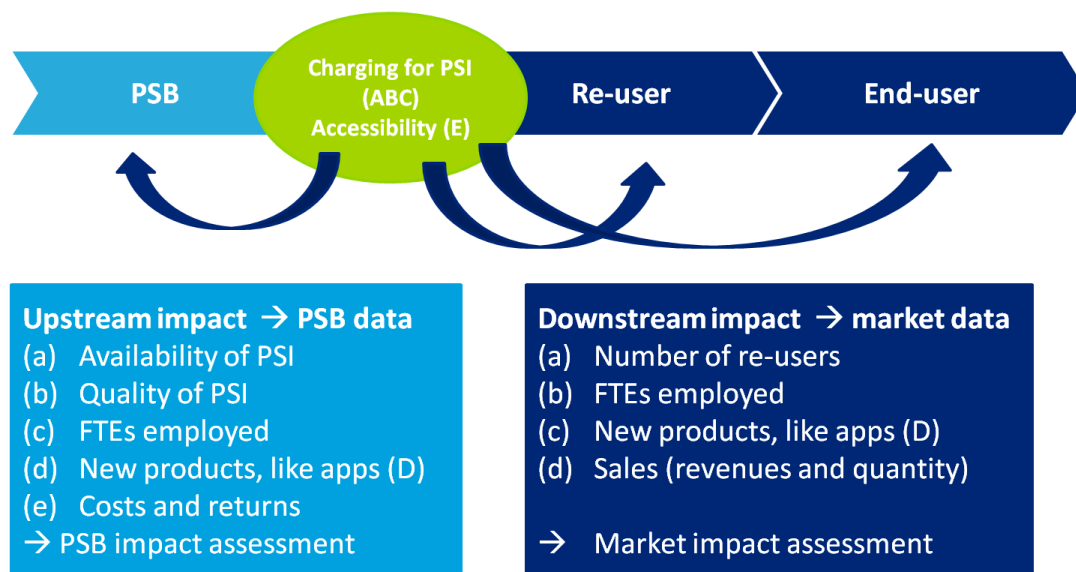 PSB
Charging for PSI
(ABC)
Accessibility (E)
Re-user
End-user
Upstream impact → PSB data
(a) Availability of PSI
(b) Quality of PSI
(c) FTEs employed
(d) New products, like apps (D)
(e) Costs and returns
→ PSB impact assessment
Downstream impact → market data
(a) Number of re-users
(b) FTEs employed
(c) New products, like apps (D)
(d) Sales (revenues and quantity)
→ Market impact assessment